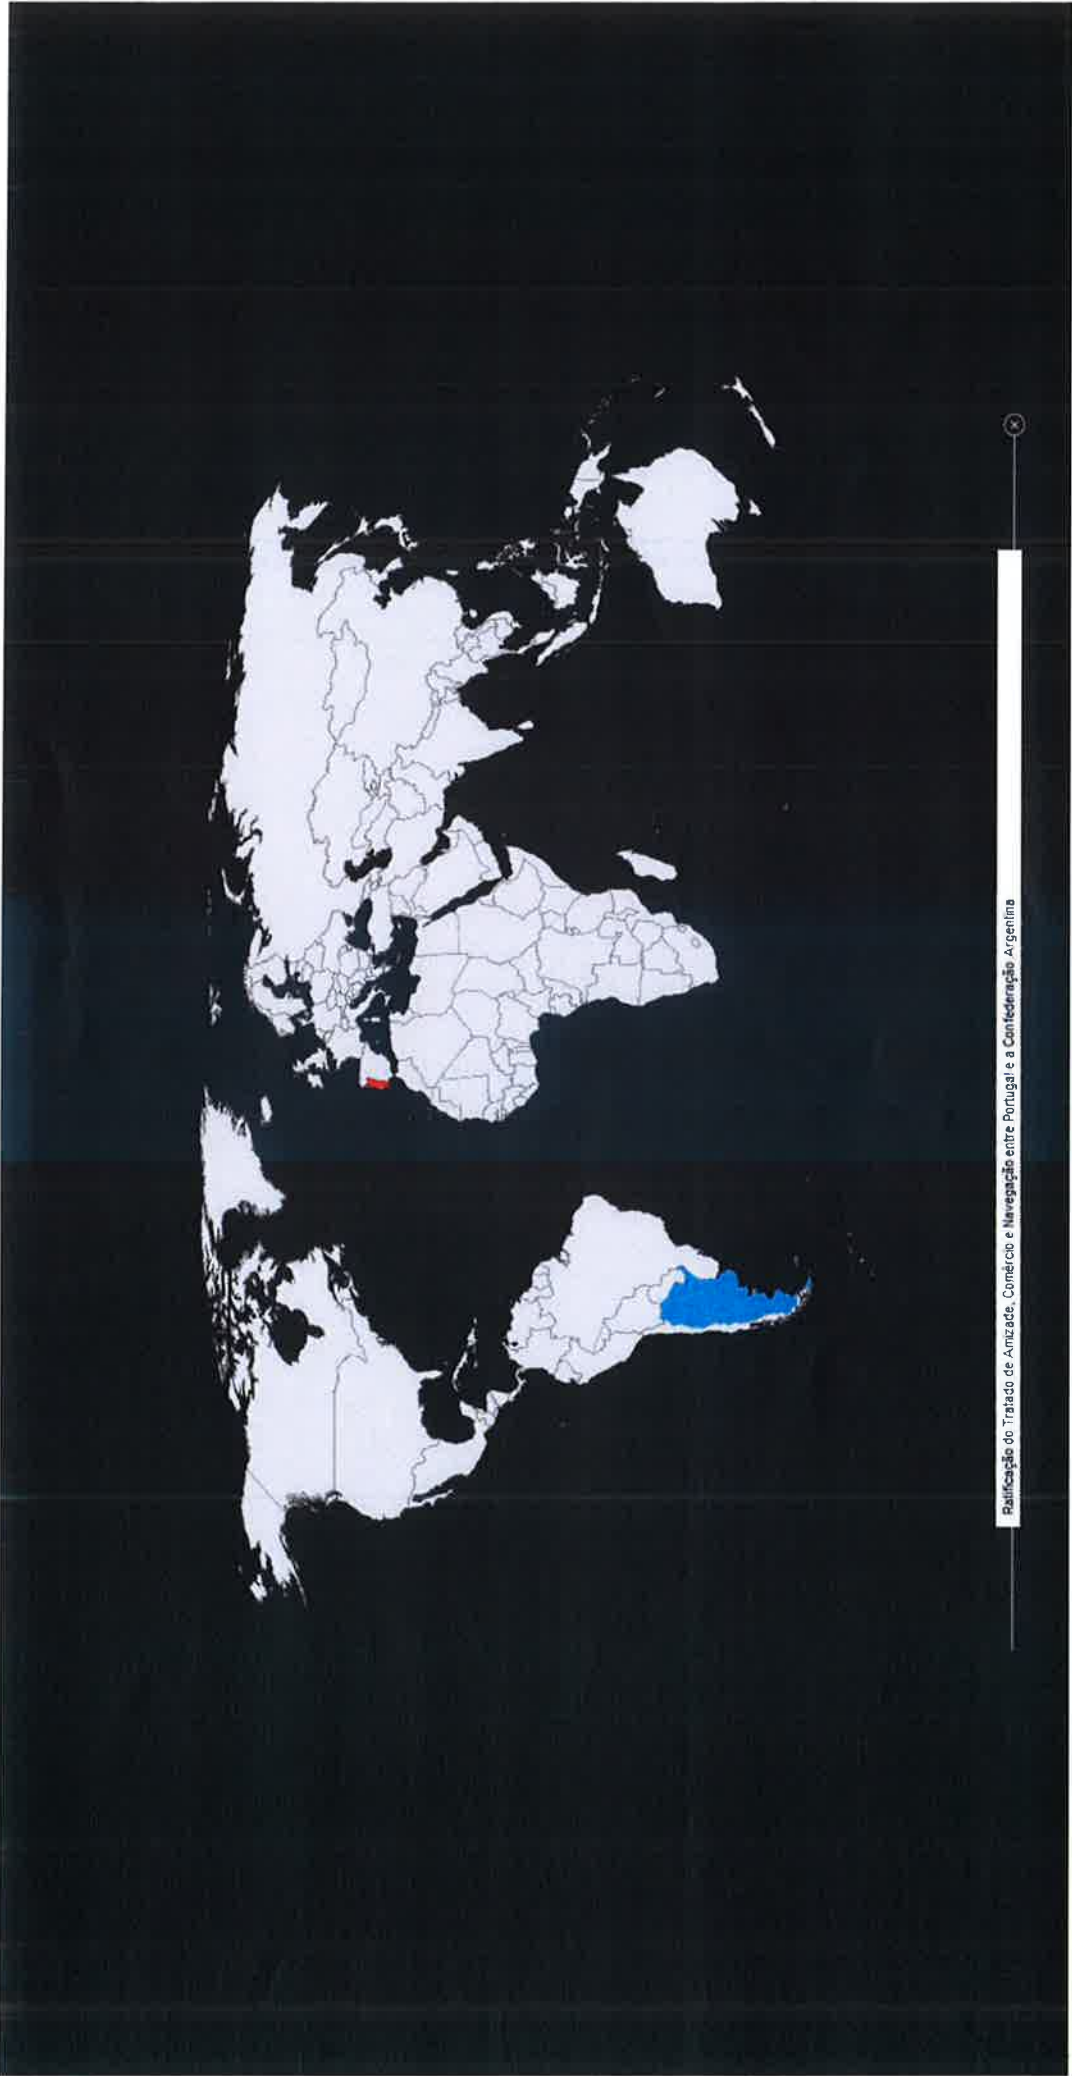 Ratificação do Tratado de Amizade, Comércio e Navegação entre Portugal e a Confederação Argentina